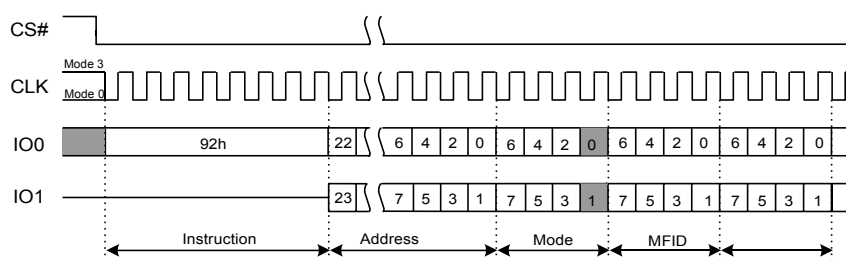 CS#
Mode 3
CLK
Mode 0
IO0 92h 22 6 4 2 0 6 4 2 0 6 4 2 0 6 4 2 0
IO1 23 7 5 3 1 7 5 3 1 7 5 3 1 7 5 3 1
Instruction Address Mode MFID